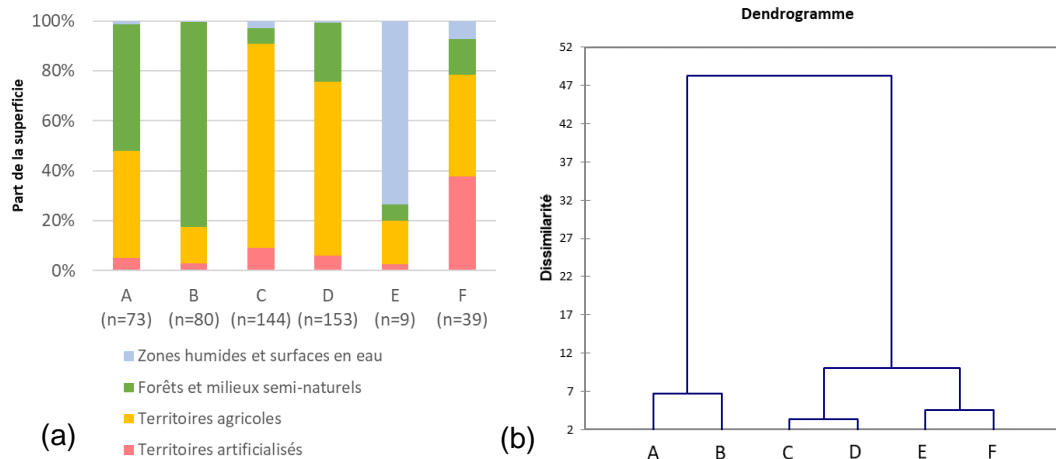 100%
80%
60%
40%
20%
0%
Part de la superficie
A B C D E F
(n=73) (n=80) (n=144) (n=153) (n=9) (n=39)
Zones humides et surfaces en eau
Forêts et milieux semi-naturels
Territoires agricoles
Territoires artificialisés
(a)
Dendrogramme
52
47
42
37
32
27
22
17
12
7
2
Dissimilarité
A B C D E F
(b)